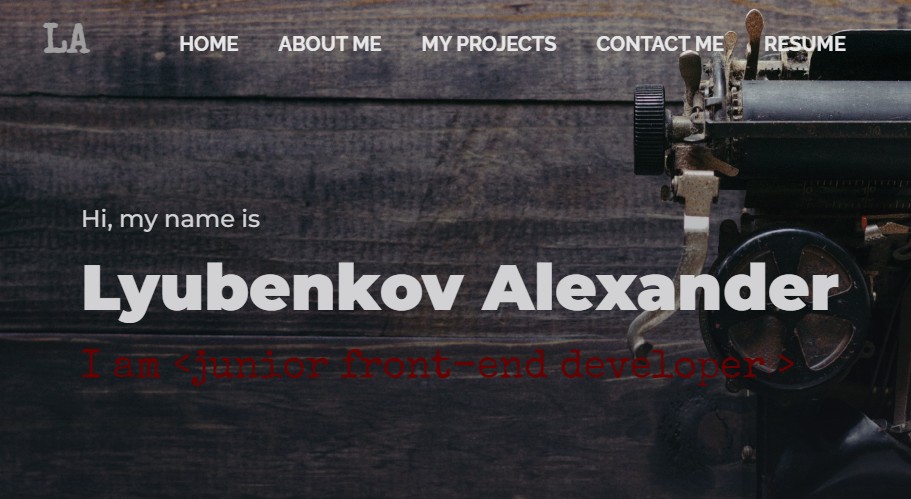 LA
HOME ABOUT ME MY PROJECTS CONTACT ME RESUME
Hi, my name is
Lyubenkov Alexander
I am <junior front-end developer >